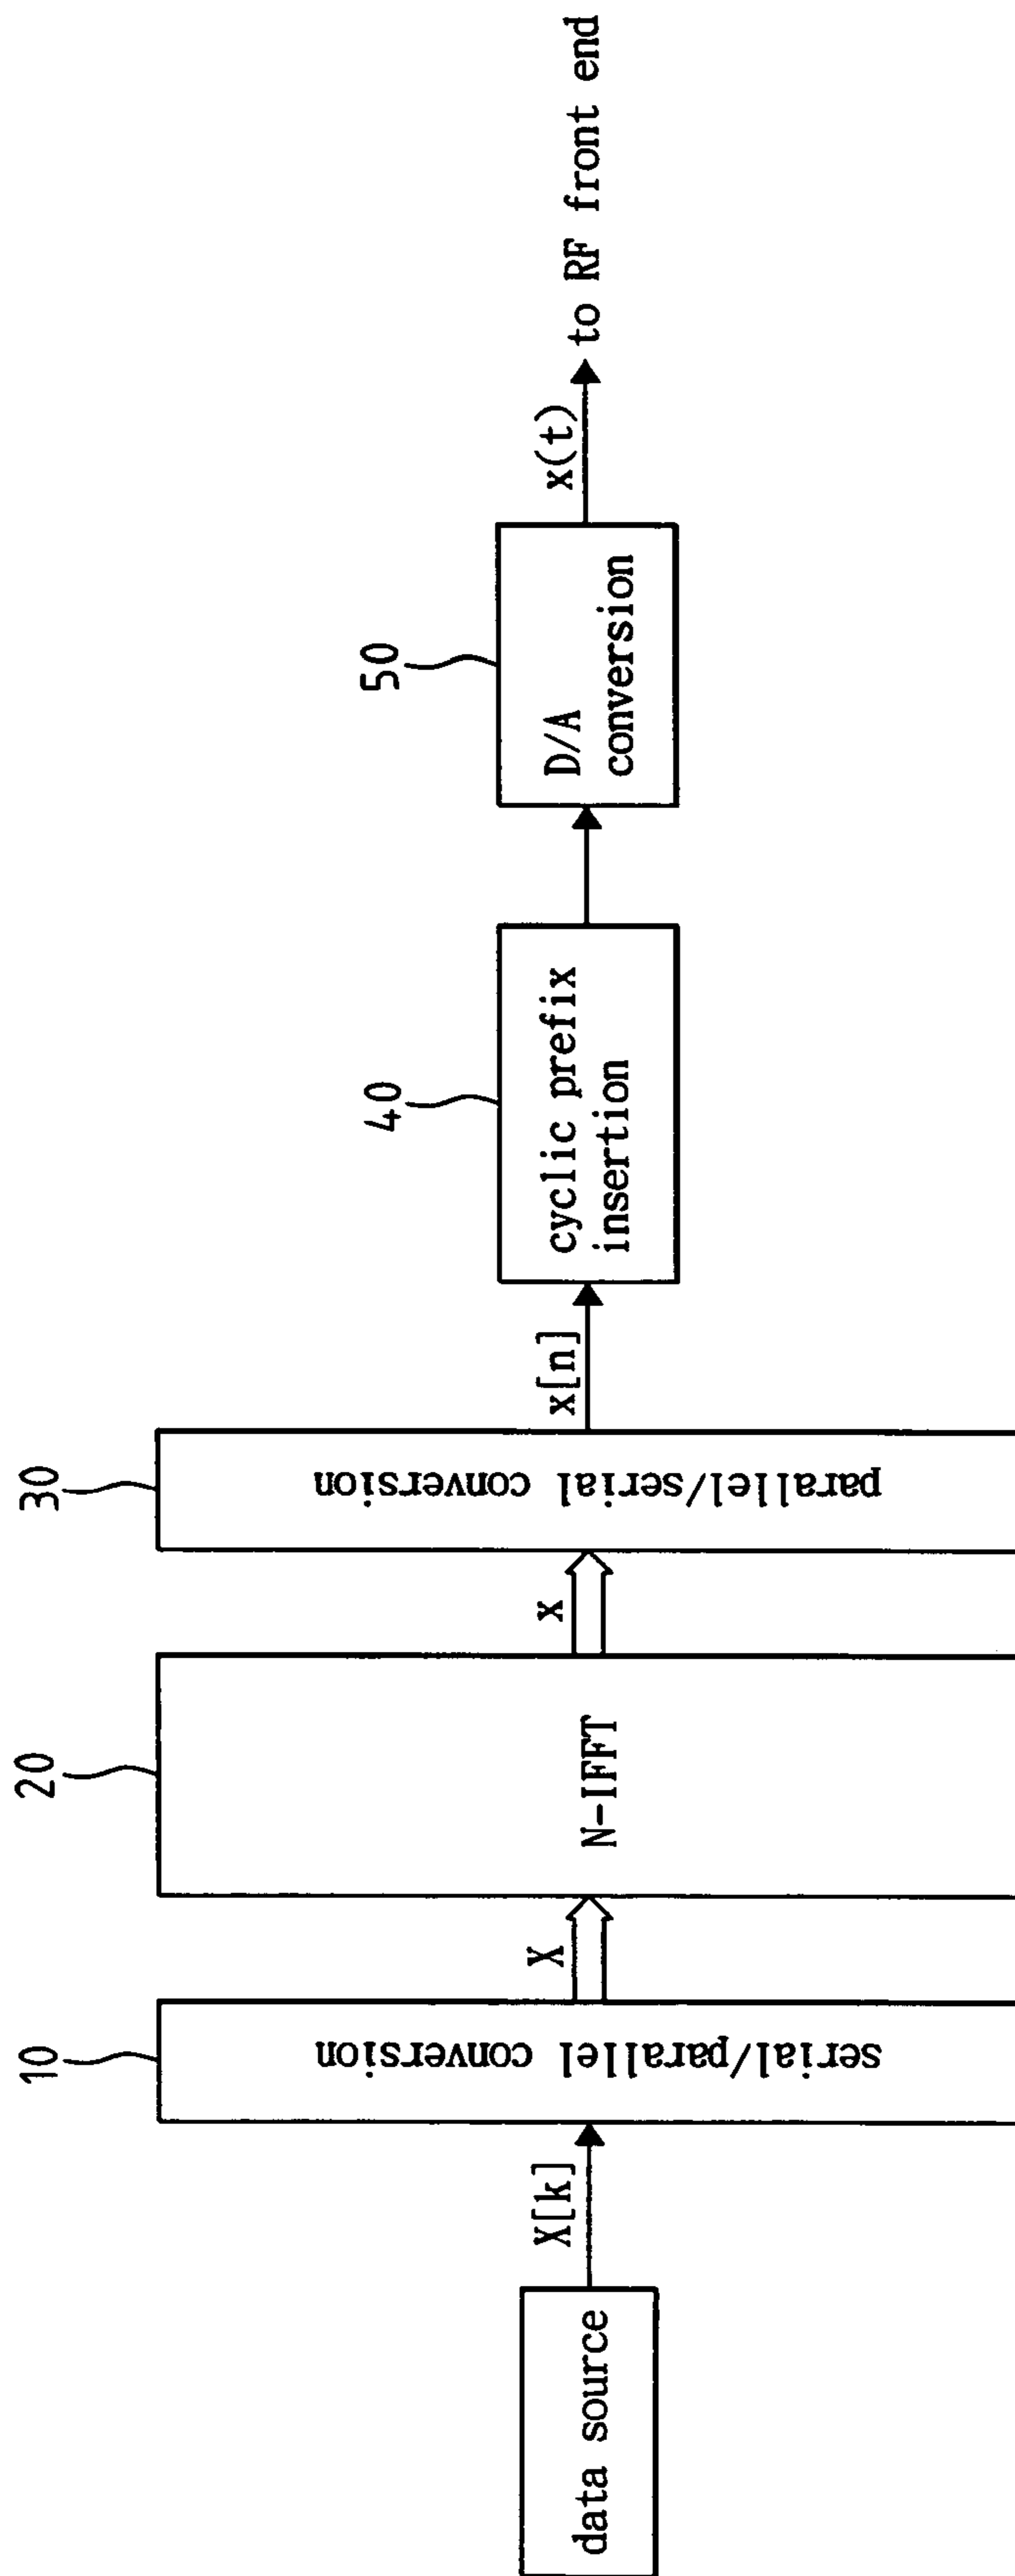 data source
X[k]
10
serial/parallel conversion
X
20
N-IFFT
x
30
parallel/serial conversion
x[n]
40
cyclic prefix
insertion
50
D/A
conversion
x(t)
to RF front end